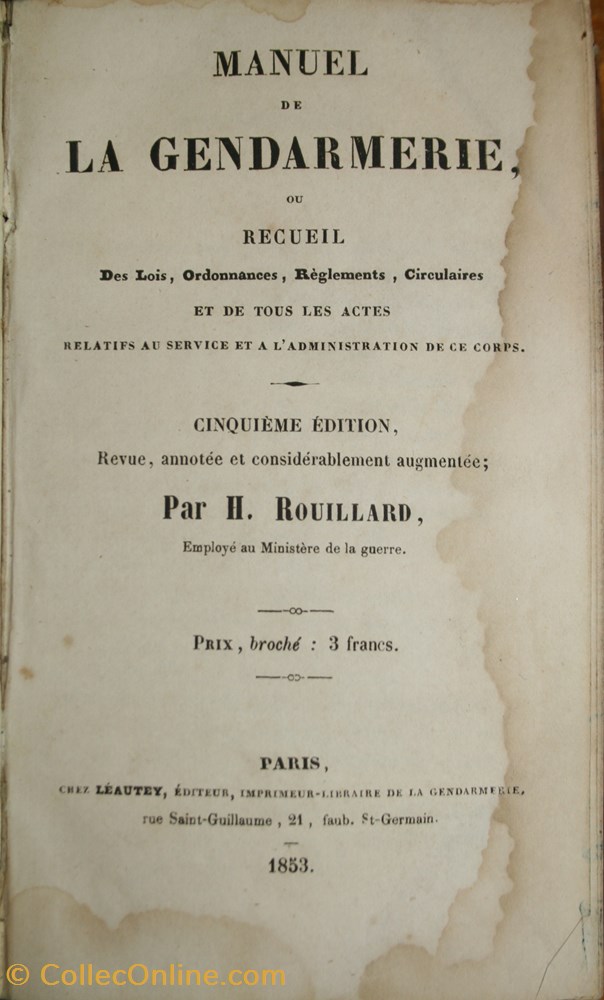 MANUEL
DE
LA GENDARMERIE,
OU
RECUEIL
Des Lois, Ordonnances, Règlements, Circulaires
ET DE TOUS LES ACTES
RELATIFS AU SERVICE ET A L'ADMINISTRATION DE CE CORPS.
CINQUIÈME ÉDITION,
Revue, annotée et considérablement augmentée;
Par H. ROUILLARD,
Employé au Ministère de la guerre.
PRIX, broché : 3 francs.
PARIS,
CHEZ LÉAUTEY, ÉDITEUR, IMPRIMEUR-LIBRAIRE DE LA GENDARMERIE,
rue Saint-Guillaume, 21, faub. St-Germain.
1853.
© CollecOnline.com